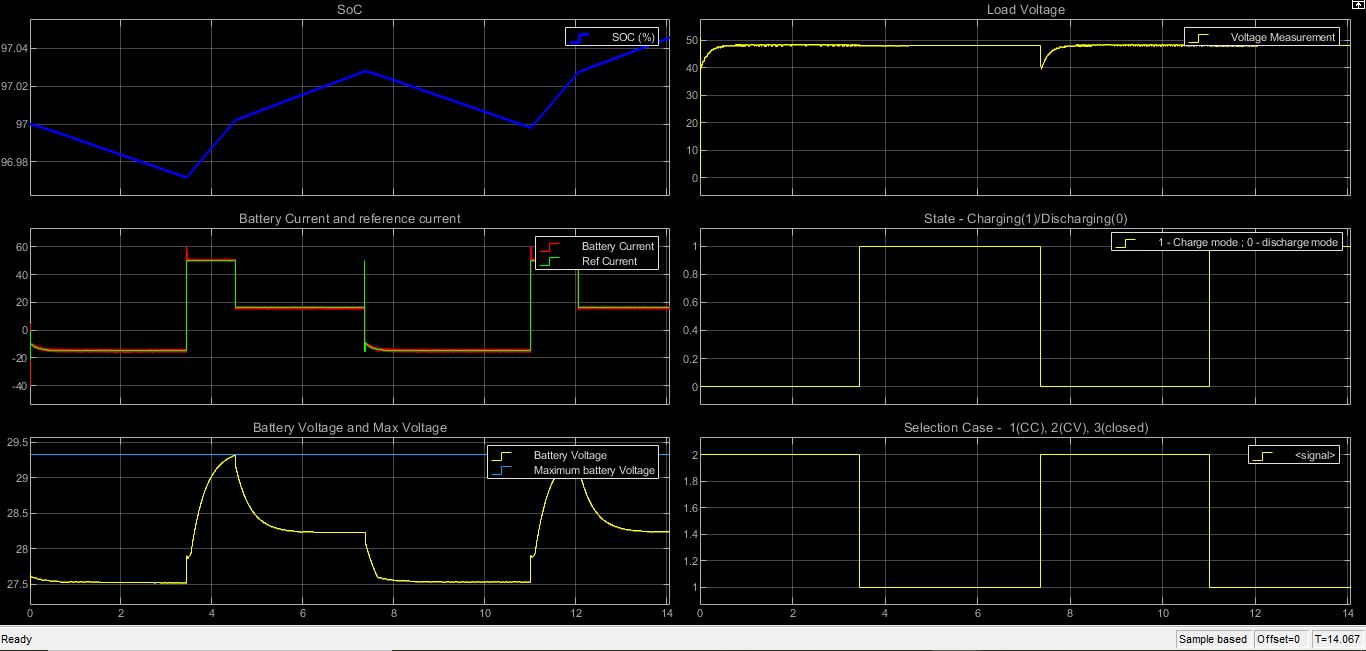 SoC
SOC (%)
97.04
97.02
97
96.98
Load Voltage
Voltage Measurement
50
40
30
20
10
0
Battery Current and reference current
Battery Current
Ref Current
60
40
20
0
-20
-40
State - Charging(1)/Discharging(0)
1 - Charge mode ; 0 - discharge mode
1
0.8
0.6
0.4
0.2
0
Battery Voltage and Max Voltage
Battery Voltage
Maximum battery Voltage
29.5
29
28.5
28
27.5
0 2 4 6 8 10 12 14
Selection Case - 1(CC), 2(CV), 3(closed)
<signal>
2
1.8
1.6
1.4
1.2
1
0 2 4 6 8 10 12 14
Ready
Sample based Offset=0 T=14.067